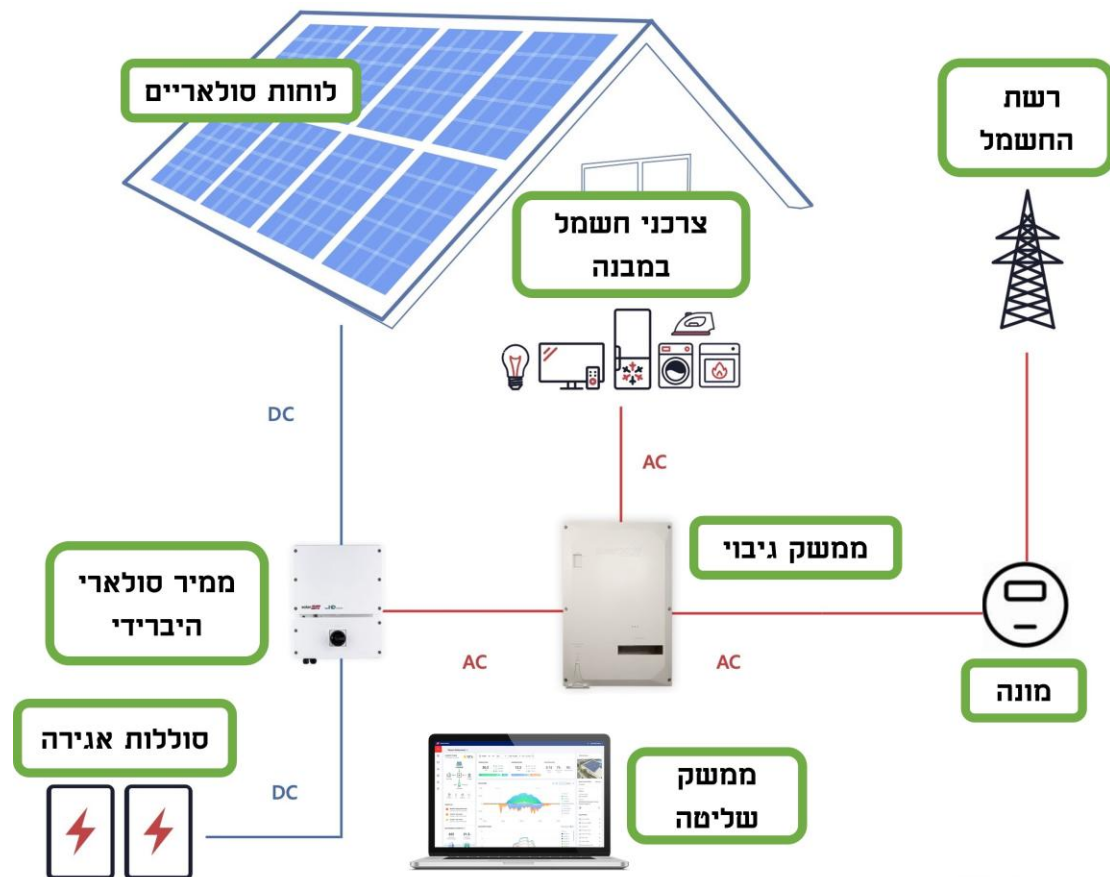 לוחות סולאריים
רשת
החשמל
צרכני חשמל
במבנה
DC
AC
ממשק גיבוי
ממיר סולארי
היברידי
AC
AC
מונה
סוללות אגירה
DC
ממשק
שליטה